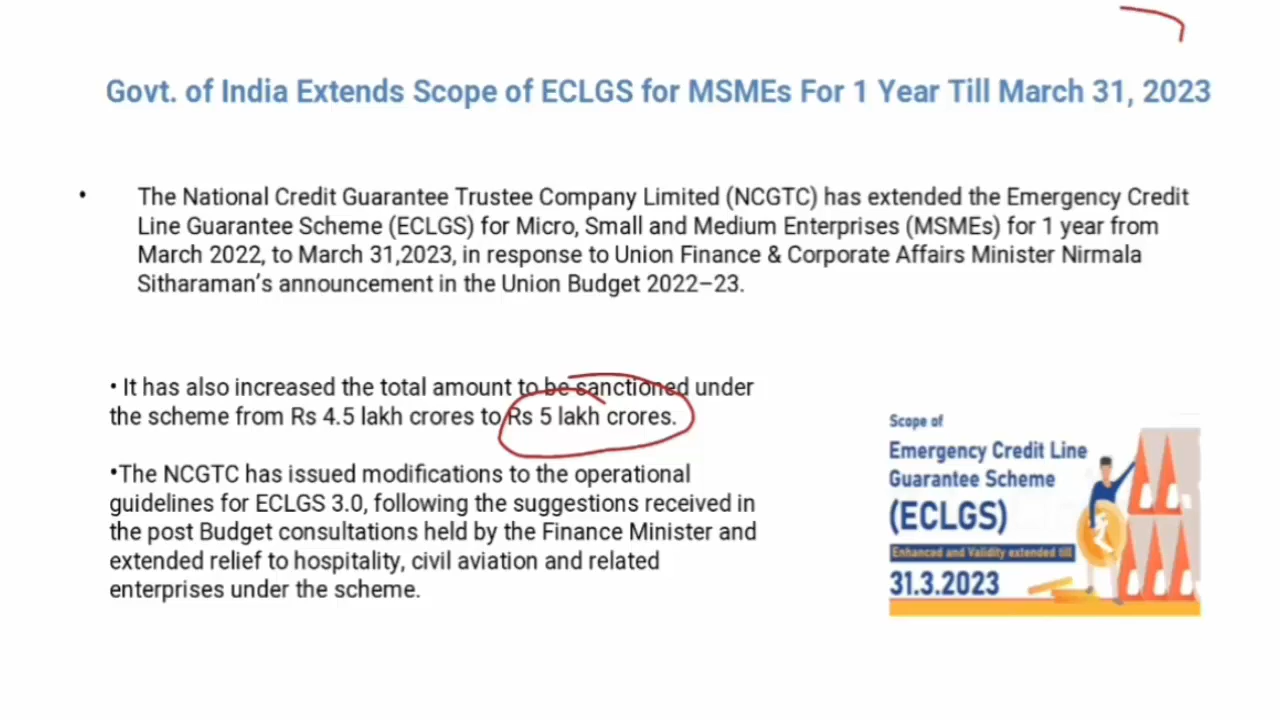 Govt. of India Extends Scope of ECLGS for MSMEs For 1 Year Till March 31, 2023
• The National Credit Guarantee Trustee Company Limited (NCGTC) has extended the Emergency Credit
Line Guarantee Scheme (ECLGS) for Micro, Small and Medium Enterprises (MSMEs) for 1 year from
March 2022, to March 31,2023, in response to Union Finance & Corporate Affairs Minister Nirmala
Sitharaman's announcement in the Union Budget 2022–23.
• It has also increased the total amount to be sanctioned under
the scheme from Rs 4.5 lakh crores to Rs 5 lakh crores.
•The NCGTC has issued modifications to the operational
guidelines for ECLGS 3.0, following the suggestions received in
the post Budget consultations held by the Finance Minister and
extended relief to hospitality, civil aviation and related
enterprises under the scheme.
Scope of
Emergency Credit Line
Guarantee Scheme
(ECLGS)
Enhanced and Validity extended till
31.3.2023